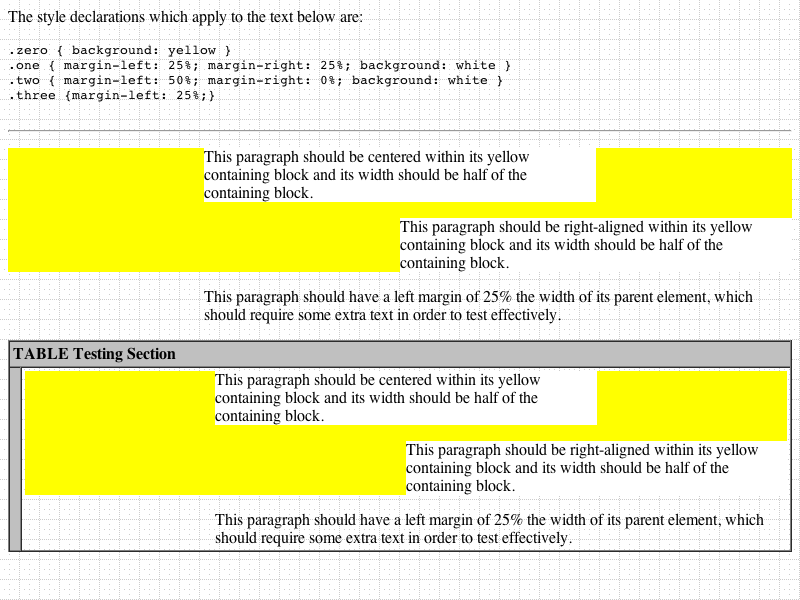 The style declarations which apply to the text below are:
.zero { background: yellow }
.one { margin-left: 25%; margin-right: 25%; background: white }
.two { margin-left: 50%; margin-right: 0%; background: white }
.three {margin-left: 25%;}
This paragraph should be centered within its yellow
containing block and its width should be half of the
containing block.
This paragraph should be right-aligned within its yellow
containing block and its width should be half of the
containing block.
This paragraph should have a left margin of 25% the width of its parent element, which
should require some extra text in order to test effectively.
TABLE Testing Section
This paragraph should be centered within its yellow
containing block and its width should be half of the
containing block.
This paragraph should be right-aligned within its yellow
containing block and its width should be half of the
containing block.
This paragraph should have a left margin of 25% the width of its parent element, which
should require some extra text in order to test effectively.